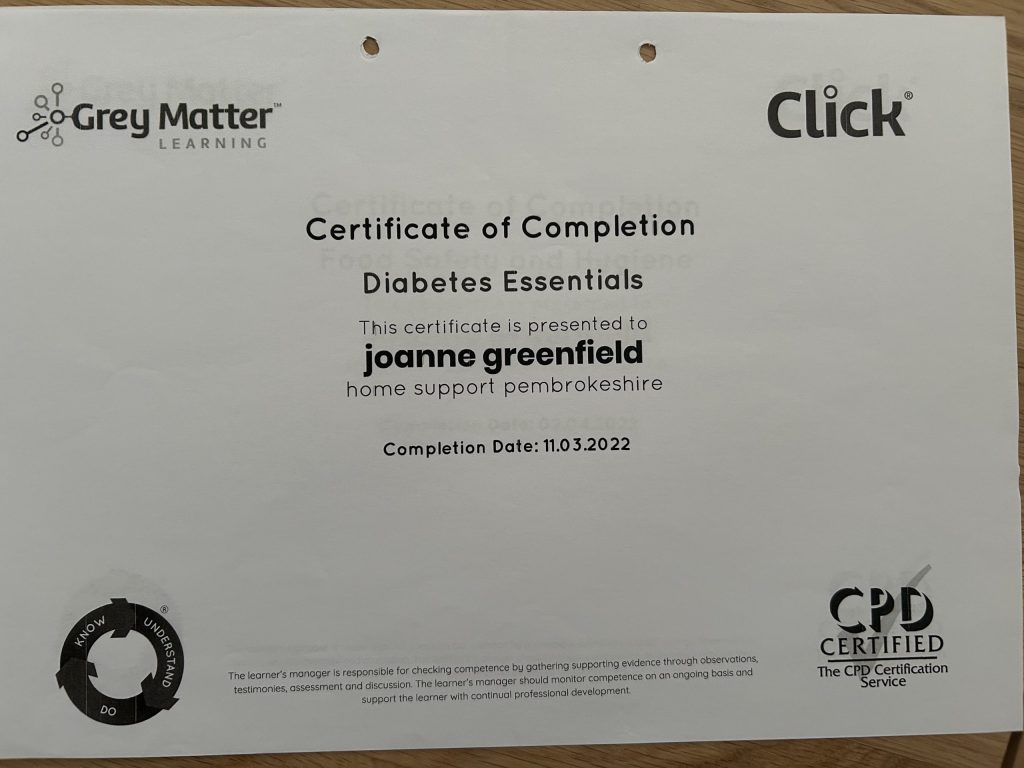 Grey Matter™
LEARNING
Click®
Certificate of Completion
Diabetes Essentials
This certificate is presented to
joanne greenfield
home support pembrokeshire
Completion Date: 11.03.2022
KNOW
UNDERSTAND
DO
®
The learner's manager is responsible for checking competence by gathering supporting evidence through observations,
testimonies, assessment and discussion. The learner's manager should monitor competence on an ongoing basis and
support the learner with continual professional development.
CPD
CERTIFIED
The CPD Certification
Service